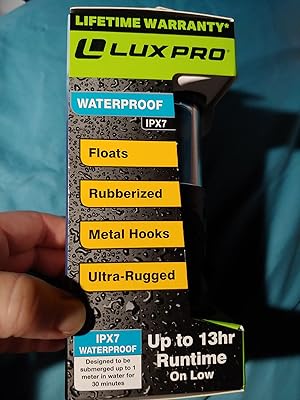 LIFETIME WARRANTY*
LUXPRO®
WATERPROOF
IPX7
Floats
Rubberized
Metal Hooks
Ultra-Rugged
IPX7
WATERPROOF
Designed to be
submerged up to 1
meter in water for
30 minutes
Up to 13hr
Runtime
On Low